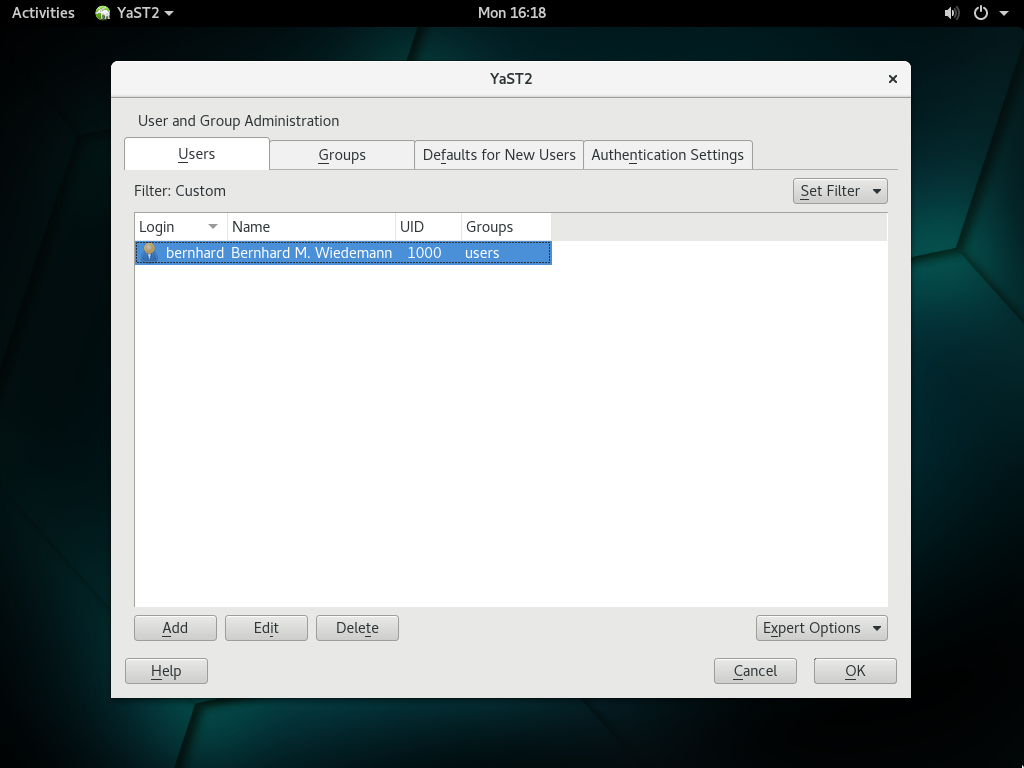 Activities YaST2 Mon 16:18
YaST2
User and Group Administration
Users Groups Defaults for New Users Authentication Settings
Filter: Custom Set Filter
Login Name UID Groups
bernhard Bernhard M. Wiedemann 1000 users
Add Edit Delete Expert Options
Help Cancel OK